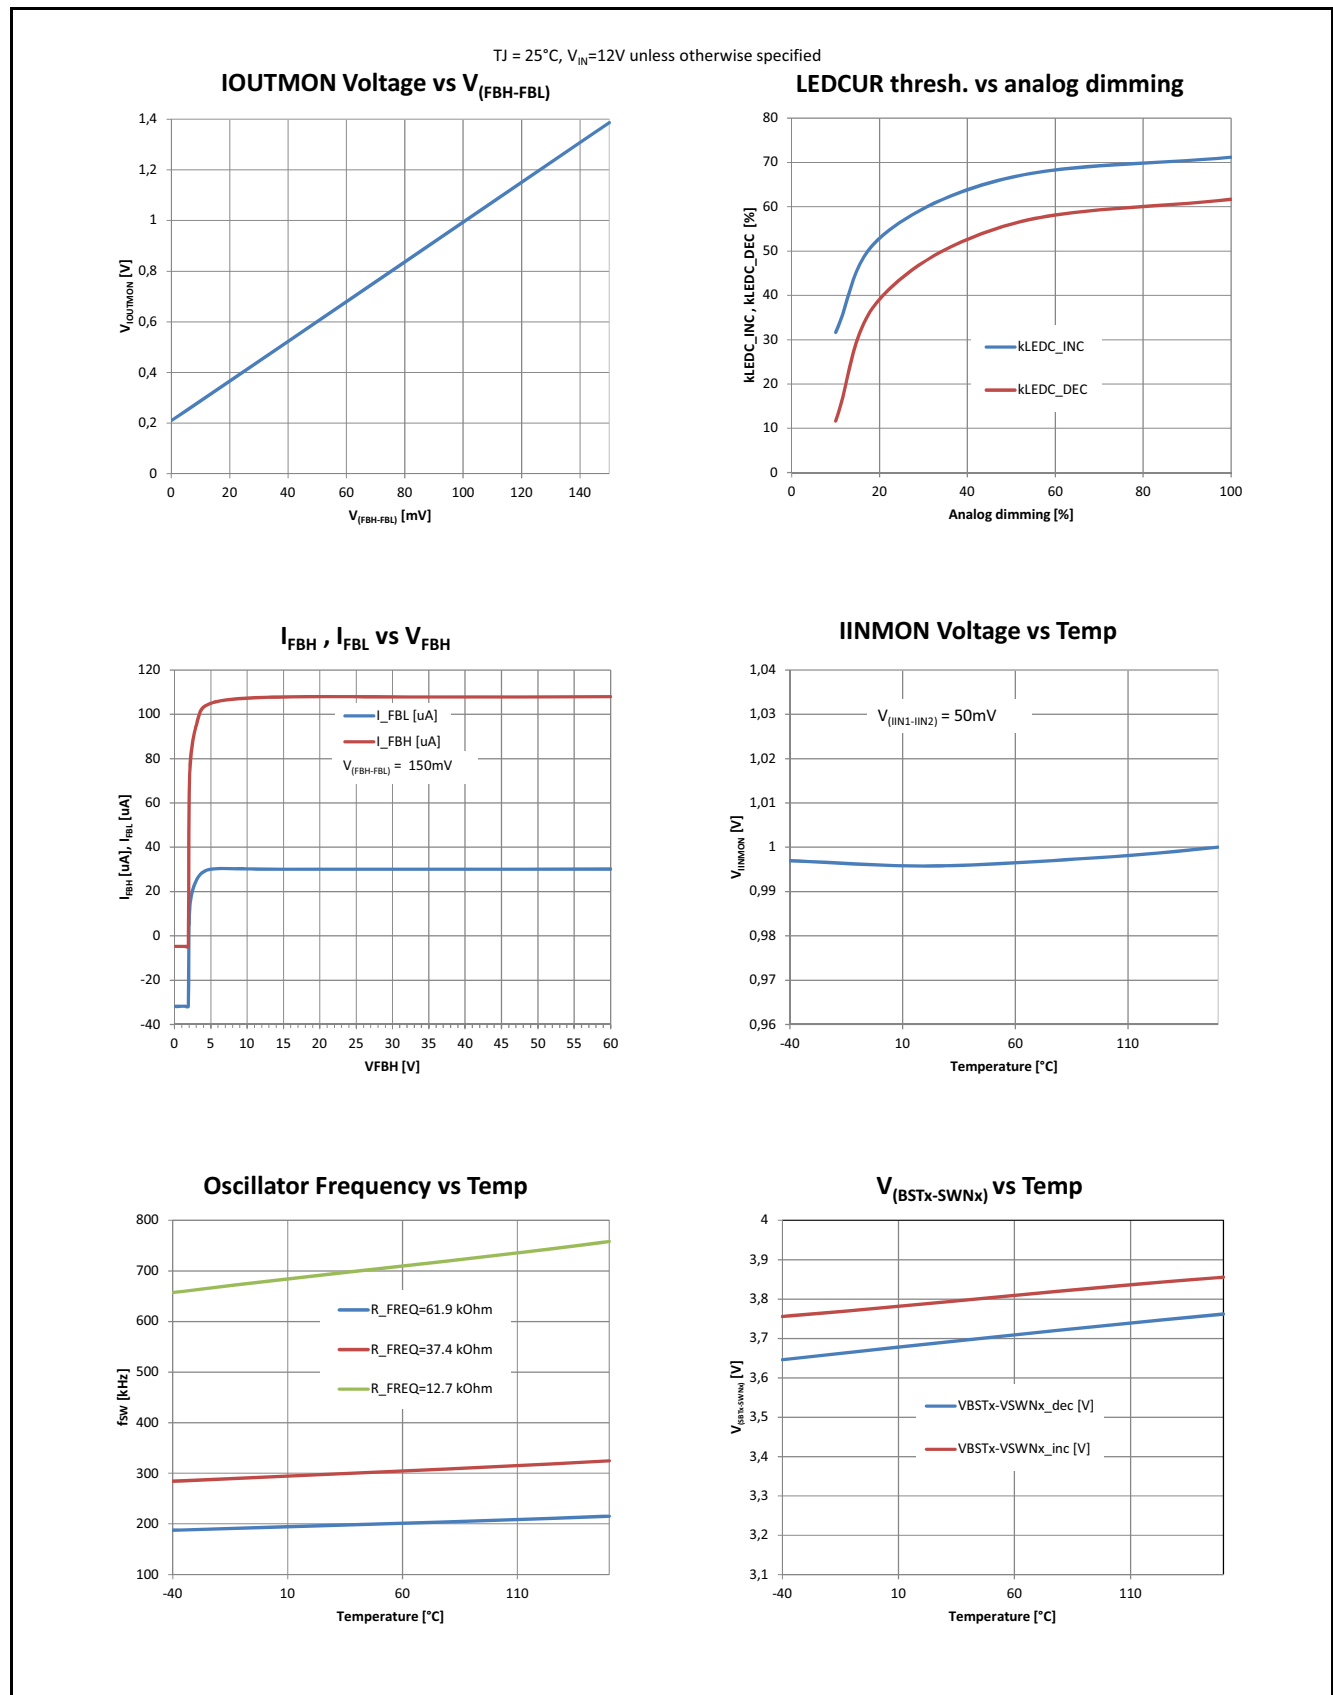 TJ = 25°C, VIN=12V unless otherwise specified
IOUTMON Voltage vs V(FBH-FBL)
1,4
1,2
1
0,8
0,6
0,4
0,2
0
VIOUTMON [V]
0 20 40 60 80 100 120 140
V(FBH-FBL) [mV]
LEDCUR thresh. vs analog dimming
80
70
60
50
40
30
20
10
0
kLEDC_INC , kLEDC_DEC [%]
kLEDC_INC
kLEDC_DEC
0 20 40 60 80 100
Analog dimming [%]
IFBH , IFBL vs VFBH
120
100
80
60
40
20
0
-20
-40
IFBH [uA], IFBL [uA]
I_FBL [uA]
I_FBH [uA]
V(FBH-FBL) = 150mV
0 5 10 15 20 25 30 35 40 45 50 55 60
VFBH [V]
IINMON Voltage vs Temp
1,04
1,03
1,02
1,01
1
0,99
0,98
0,97
0,96
VIINMON [V]
V(IIN1-IIN2) = 50mV
-40 10 60 110
Temperature [°C]
Oscillator Frequency vs Temp
800
700
600
500
400
300
200
100
fsw [kHz]
R_FREQ=61.9 kOhm
R_FREQ=37.4 kOhm
R_FREQ=12.7 kOhm
-40 10 60 110
Temperature [°C]
V(BSTx-SWNx) vs Temp
4
3,9
3,8
3,7
3,6
3,5
3,4
3,3
3,2
3,1
V(SBTx-SWNx) [V]
VBSTx-VSWNx_dec [V]
VBSTx-VSWNx_inc [V]
-40 10 60 110
Temperature [°C]